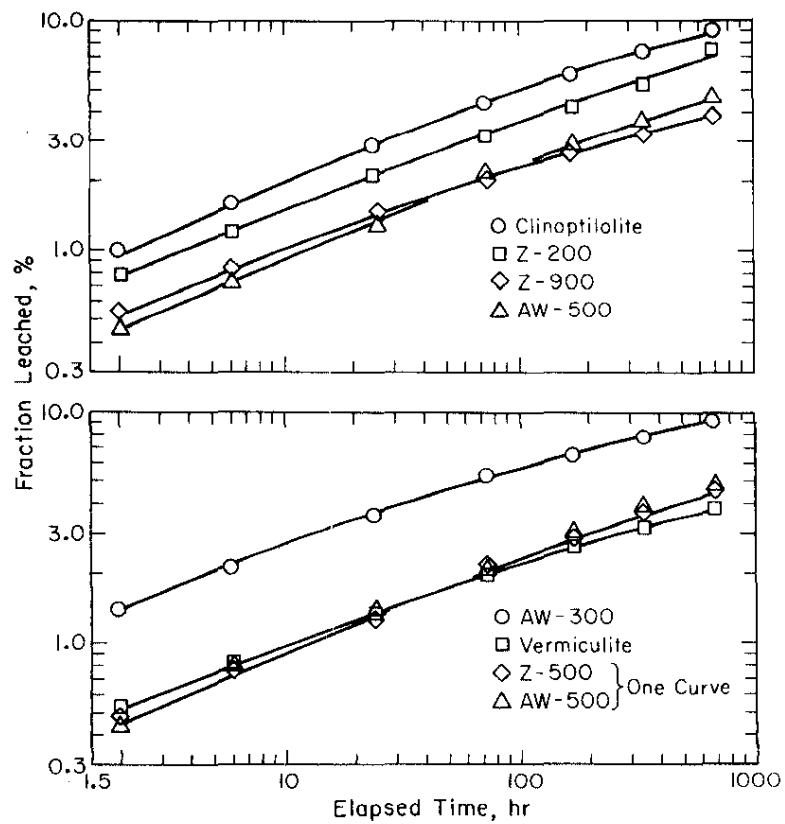 10.0
3.0
1.0
0.3
Clinoptilolite
Z-200
Z-900
AW-500
Fraction Leached, %
10.0
3.0
1.0
0.3
AW-300
Vermiculite
Z-500
AW-500
One Curve
1.5 10 100 1000
Elapsed Time, hr